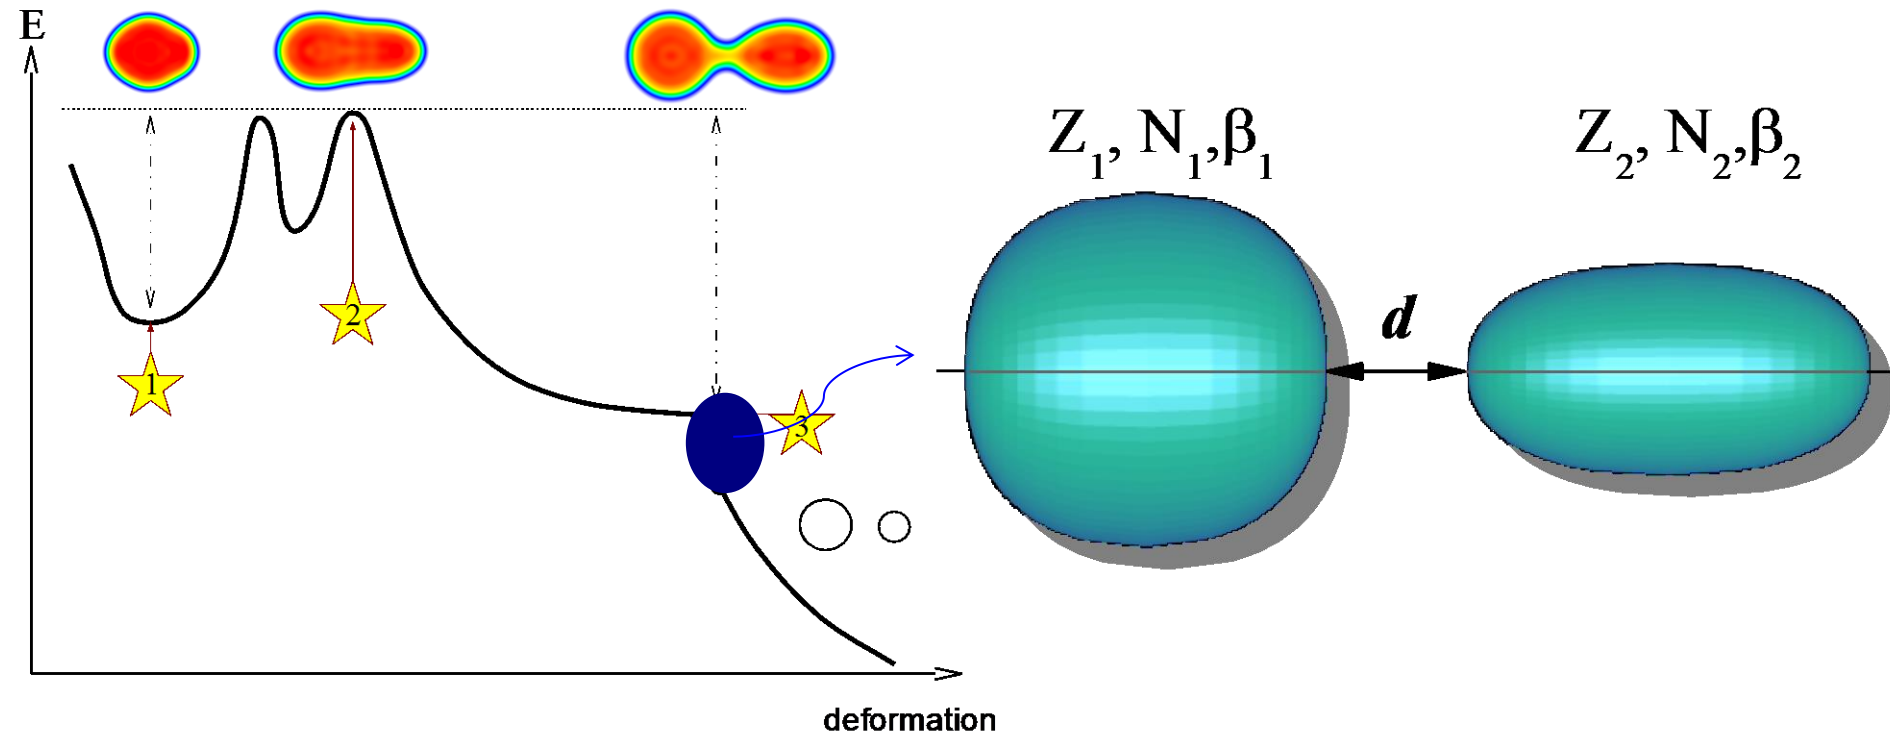 E
Z₁, N₁,β₁
Z₂, N₂,β₂
d
2
1
3
deformation